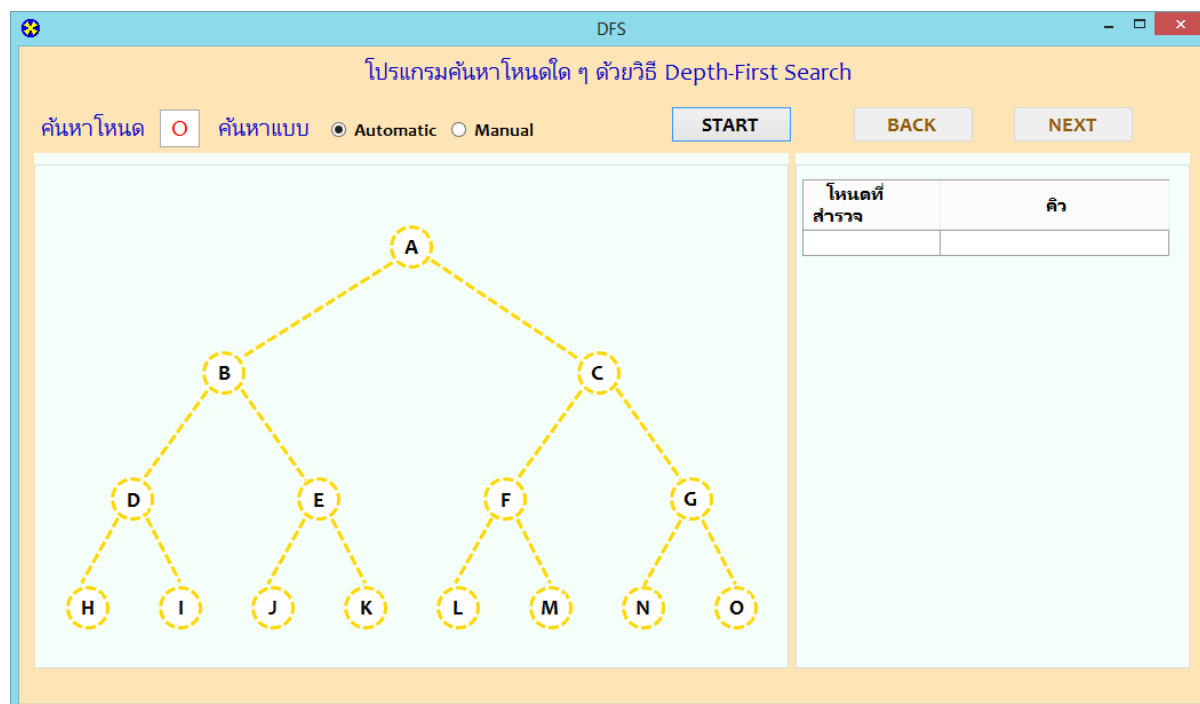 DFS
โปรแกรมค้นหาโหนดใด ๆ ด้วยวิธี Depth-First Search
ค้นหาโหนด O ค้นหาแบบ Automatic Manual START BACK NEXT
โหนดที่
สำรวจ
คิว
A
B C
D E F G
H I J K L M N O